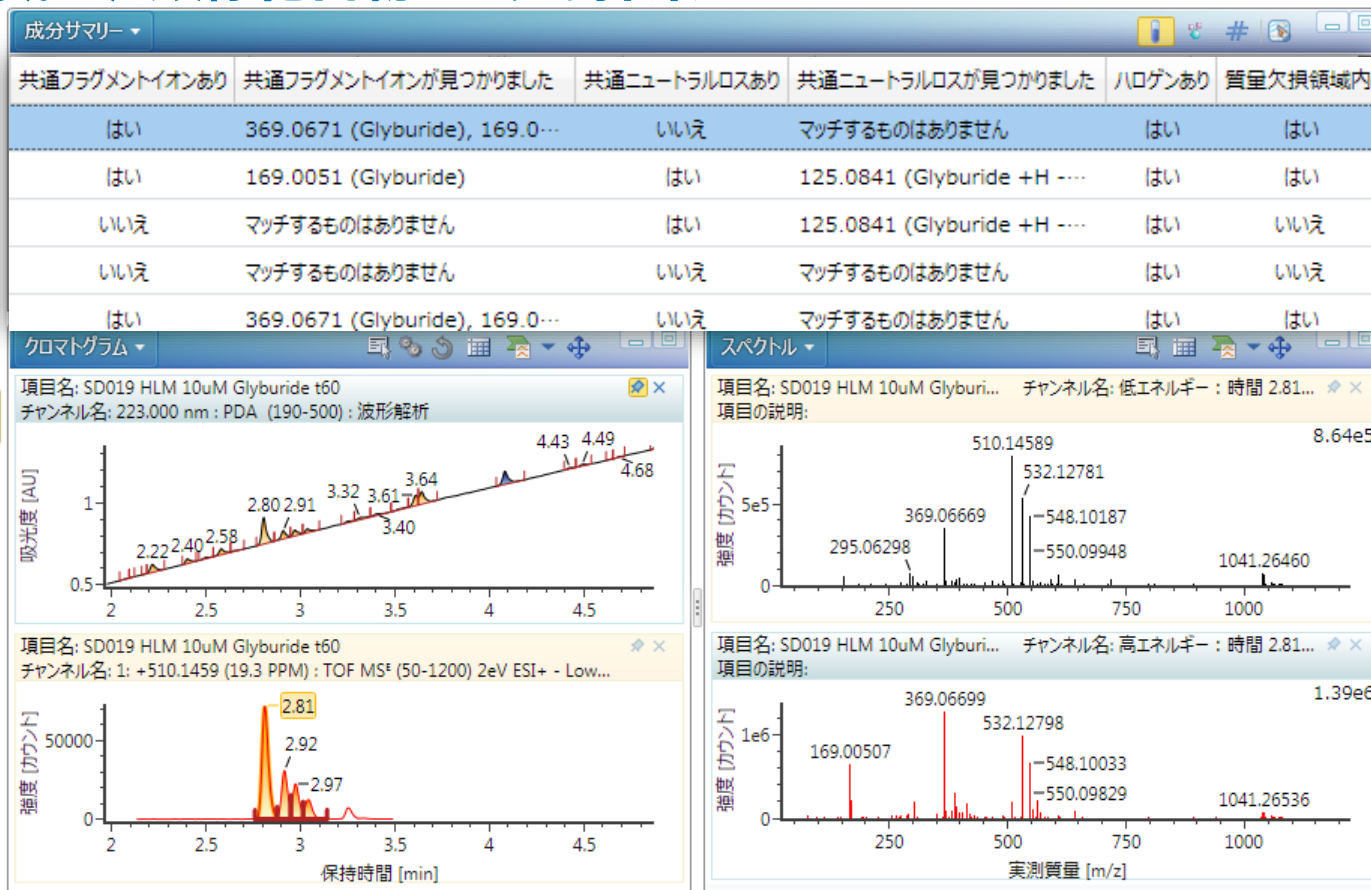 成分サマリー
共通フラグメントイオンあり 共通フラグメントイオンが見つかりました 共通ニュートラルロスあり 共通ニュートラルロスが見つかりました ハロゲンあり 質量欠損領域内
はい 369.0671 (Glyburide), 169.0… いいえ マッチするものはありません はい はい
はい 169.0051 (Glyburide) はい 125.0841 (Glyburide +H -… はい はい
いいえ マッチするものはありません はい 125.0841 (Glyburide +H -… はい いいえ
いいえ マッチするものはありません いいえ マッチするものはありません はい いいえ
はい 369.0671 (Glyburide), 169.0… いいえ マッチするものはありません はい はい
クロマトグラム
項目名: SD019 HLM 10uM Glyburide t60
チャンネル名: 223.000 nm : PDA (190-500) : 波形解析
4.43 4.49
4.68
3.64
3.32 3.61
2.80 2.91
3.40
2.58
2.40
2.22
吸光度 [AU]
1
0.5
2 2.5 3 3.5 4 4.5
項目名: SD019 HLM 10uM Glyburide t60
チャンネル名: 1: +510.1459 (19.3 PPM) : TOF MSᴱ (50-1200) 2eV ESI+ - Low...
2.81
2.92
2.97
強度 [カウント]
50000
0
2 2.5 3 3.5 4 4.5
保持時間 [min]
スペクトル
項目名: SD019 HLM 10uM Glyburi... チャンネル名: 低エネルギー : 時間 2.81...
項目の説明:
8.64e5
510.14589
532.12781
369.06669
548.10187
295.06298
550.09948
1041.26460
強度 [カウント]
5e5
0
250 500 750 1000
項目名: SD019 HLM 10uM Glyburi... チャンネル名: 高エネルギー : 時間 2.81...
項目の説明:
1.39e6
369.06699
532.12798
169.00507
548.10033
550.09829
1041.26536
強度 [カウント]
1e6
0
250 500 750 1000
実測質量 [m/z]